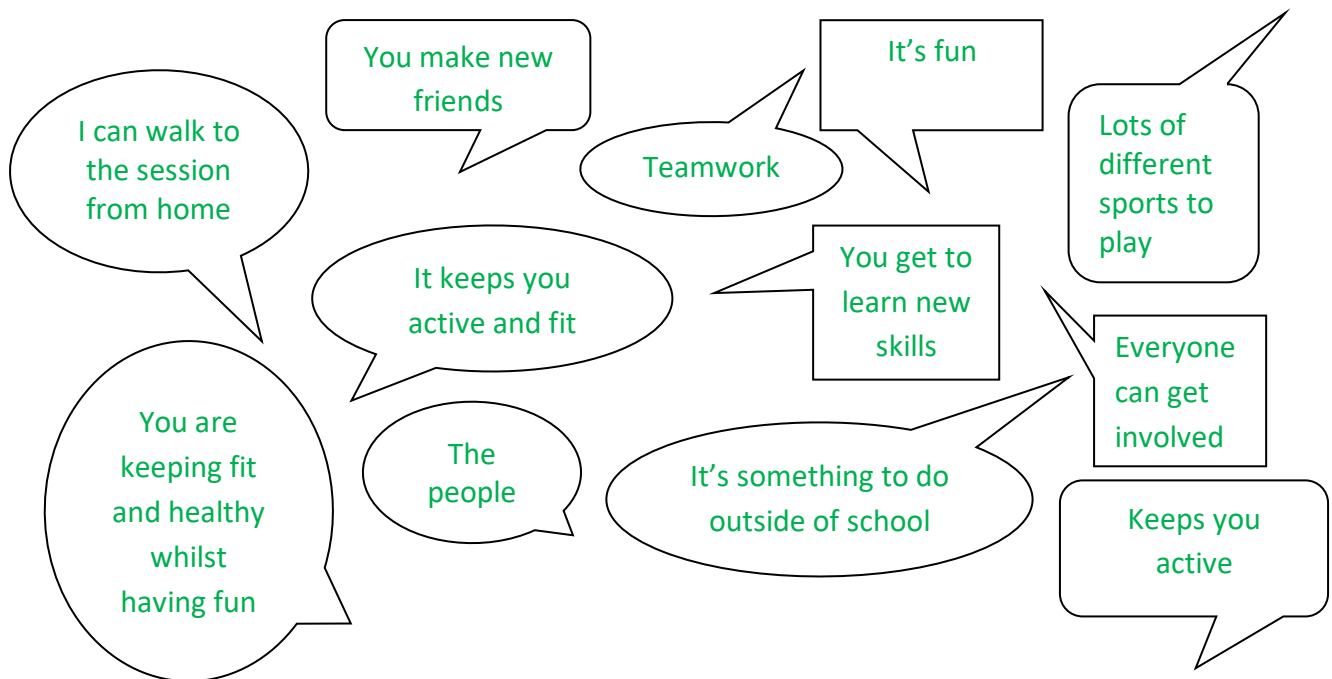 You make new
friends
It’s fun
I can walk to
the session
from home
Teamwork
Lots of
different
sports to
play
It keeps you
active and fit
You get to
learn new
skills
Everyone
can get
involved
You are
keeping fit
and healthy
whilst
having fun
The
people
It’s something to do
outside of school
Keeps you
active